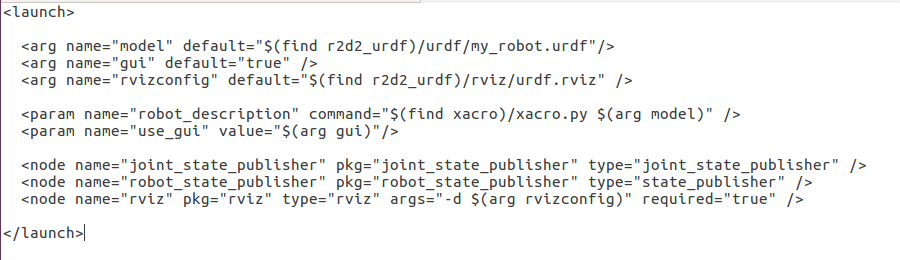 <launch>
<arg name="model" default="$(find r2d2_urdf)/urdf/my_robot.urdf"/>
<arg name="gui" default="true" />
<arg name="rvizconfig" default="$(find r2d2_urdf)/rviz/urdf.rviz" />
<param name="robot_description" command="$(find xacro)/xacro.py $(arg model)" />
<param name="use_gui" value="$(arg gui)"/>
<node name="joint_state_publisher" pkg="joint_state_publisher" type="joint_state_publisher" />
<node name="robot_state_publisher" pkg="robot_state_publisher" type="state_publisher" />
<node name="rviz" pkg="rviz" type="rviz" args="-d $(arg rvizconfig)" required="true" />
</launch>